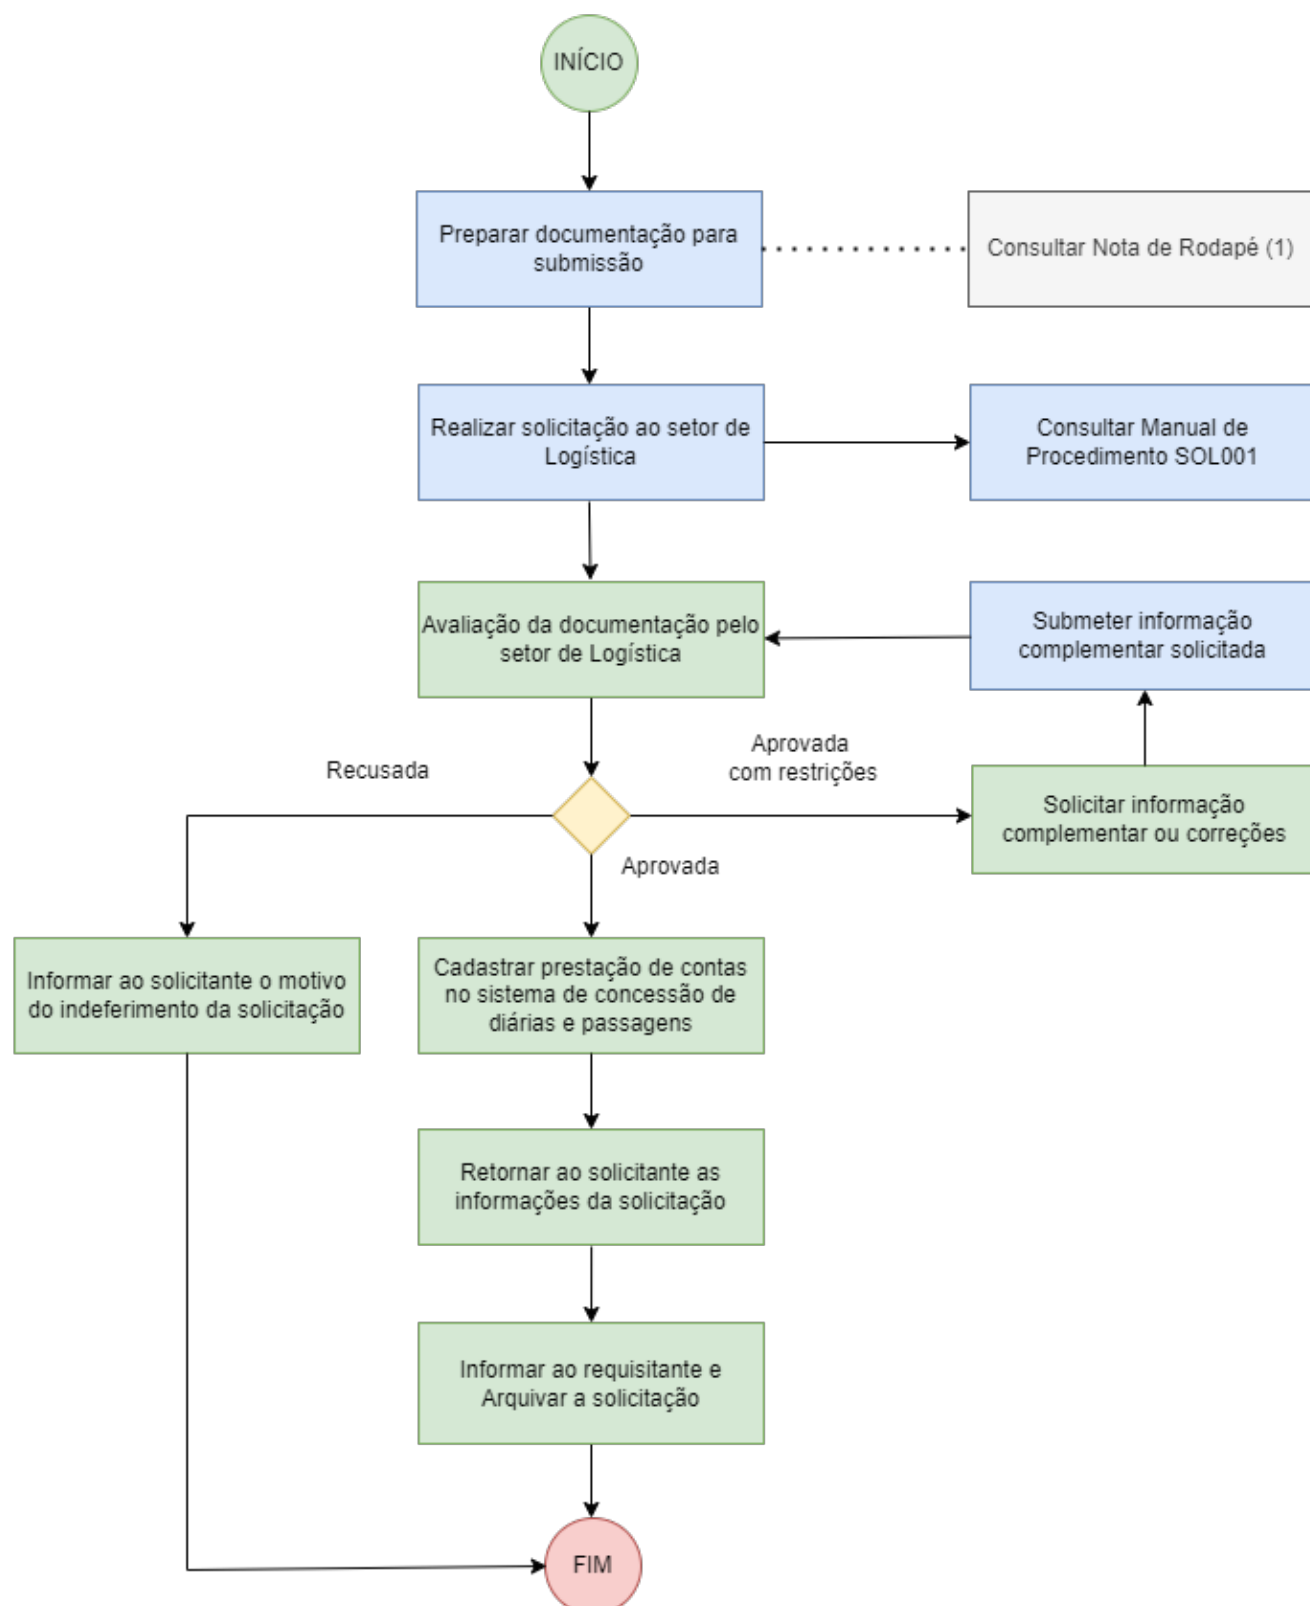 INÍCIO
Preparar documentação para
submissão
Consultar Nota de Rodapé (1)
Realizar solicitação ao setor de
Logística
Consultar Manual de
Procedimento SOL001
Avaliação da documentação pelo
setor de Logística
Submeter informação
complementar solicitada
Recusada
Aprovada
com restrições
Solicitar informação
complementar ou correções
Aprovada
Informar ao solicitante o motivo
do indeferimento da solicitação
Cadastrar prestação de contas
no sistema de concessão de
diárias e passagens
Retornar ao solicitante as
informações da solicitação
Informar ao requisitante e
Arquivar a solicitação
FIM